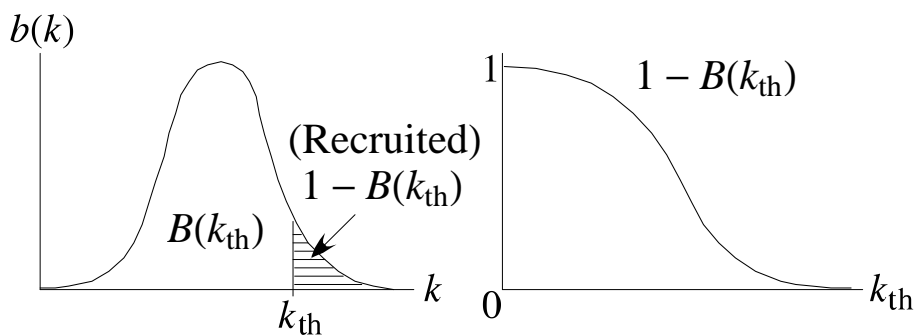 b(k)
(Recruited)
1 − B(k_th)
B(k_th)
k_th
k
1
1 − B(k_th)
0
k_th